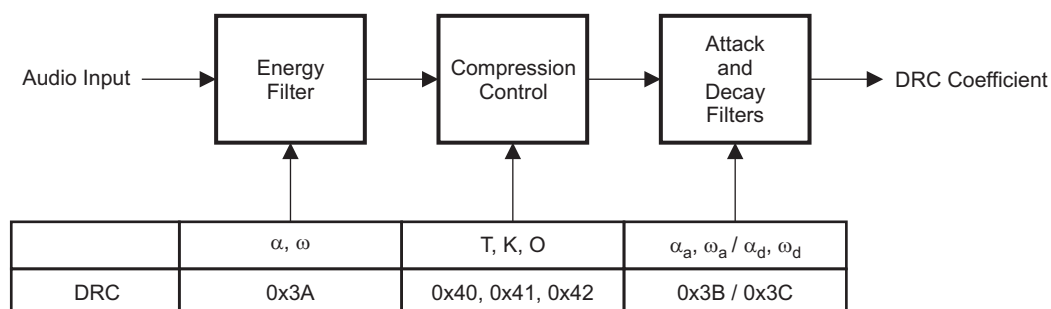 Audio Input
Energy
Filter
Compression
Control
Attack
and
Decay
Filters
DRC Coefficient
α, ω
T, K, O
αa, ωa / αd, ωd
DRC
0x3A
0x40, 0x41, 0x42
0x3B / 0x3C